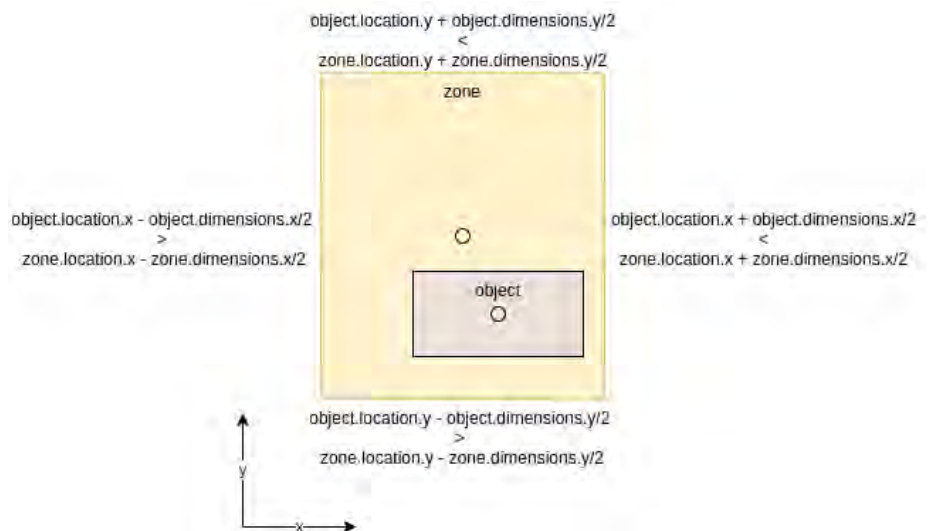 object.location.y + object.dimensions.y/2
<
zone.location.y + zone.dimensions.y/2
zone
object.location.x - object.dimensions.x/2
>
zone.location.x - zone.dimensions.x/2
object.location.x + object.dimensions.x/2
<
zone.location.x + zone.dimensions.x/2
object
object.location.y - object.dimensions.y/2
>
zone.location.y - zone.dimensions.y/2
y
x